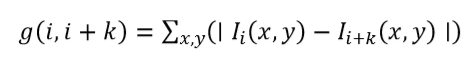 g(i, i + k) = ∑x,y(| Ii(x, y) − Ii+k(x, y) |)